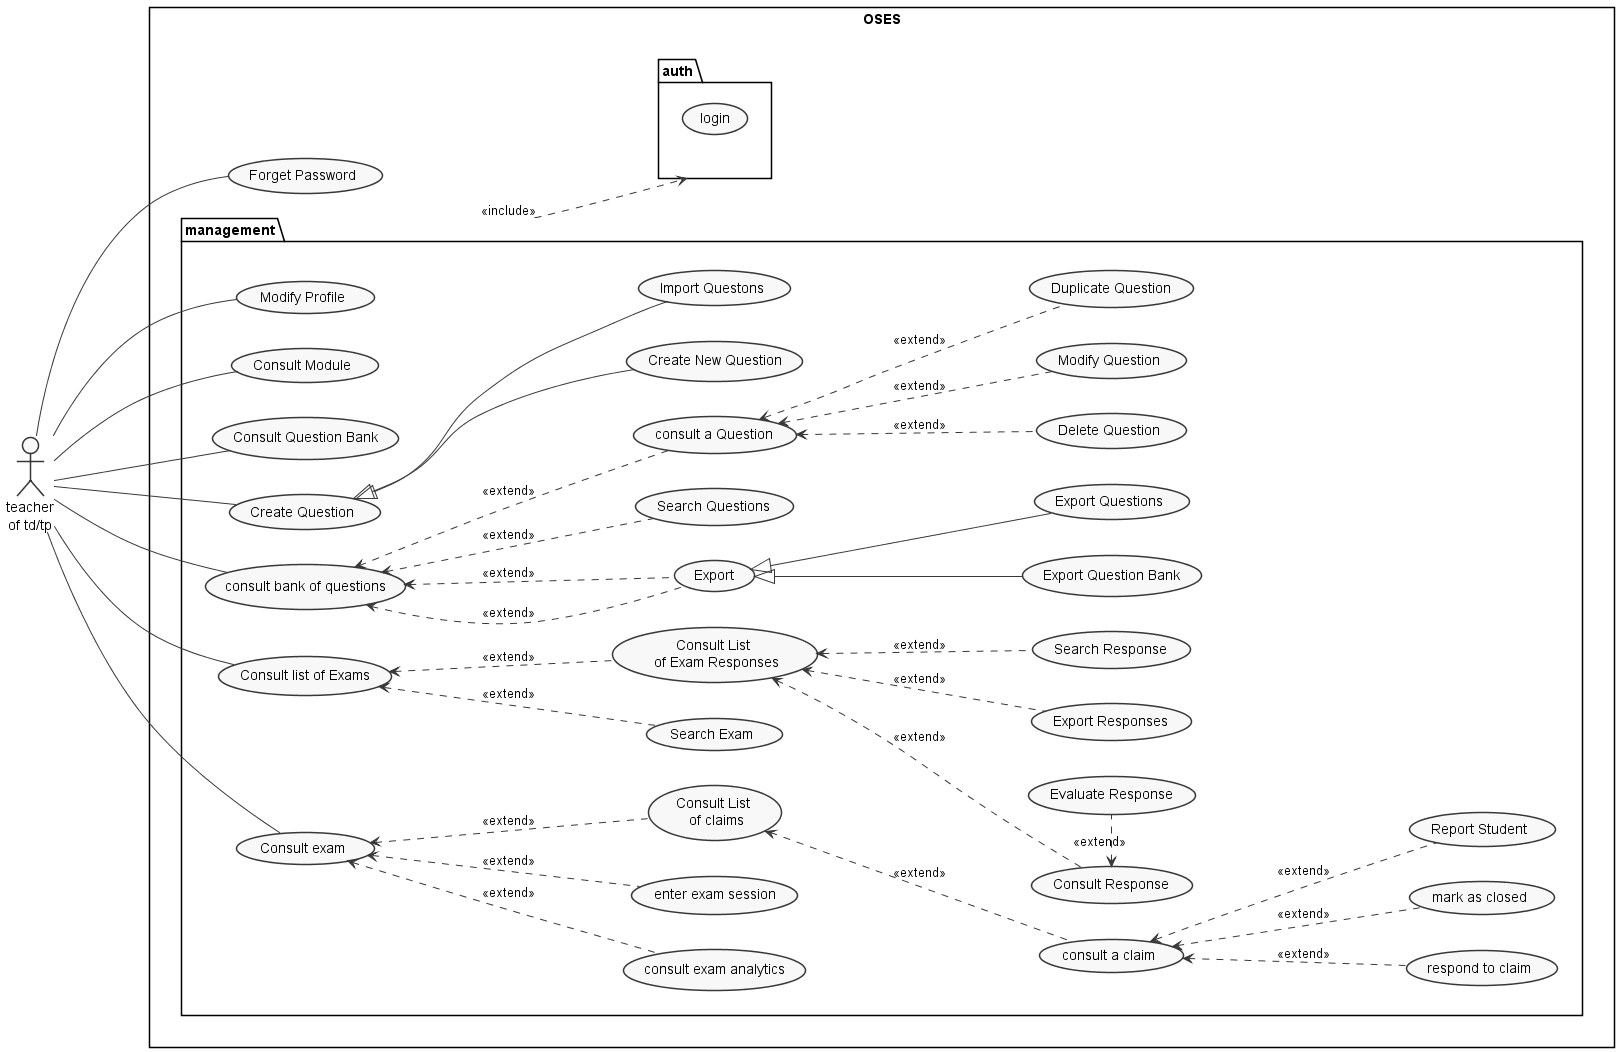 OSES
auth
login
Forget Password
«include»
management
Modify Profile
Consult Module
Consult Question Bank
Create Question
consult bank of questions
Consult list of Exams
Consult exam
teacher
of td/tp
Import Questons
Create New Question
consult a Question
Search Questions
Export
Consult List
of Exam Responses
Search Exam
Consult List
of claims
enter exam session
consult exam analytics
«extend»
«extend»
«extend»
«extend»
«extend»
«extend»
«extend»
«extend»
«extend»
Duplicate Question
Modify Question
Delete Question
Export Questions
Export Question Bank
Search Response
Export Responses
Evaluate Response
«extend»
Consult Response
consult a claim
«extend»
«extend»
«extend»
«extend»
«extend»
«extend»
«extend»
Report Student
mark as closed
respond to claim
«extend»
«extend»
«extend»